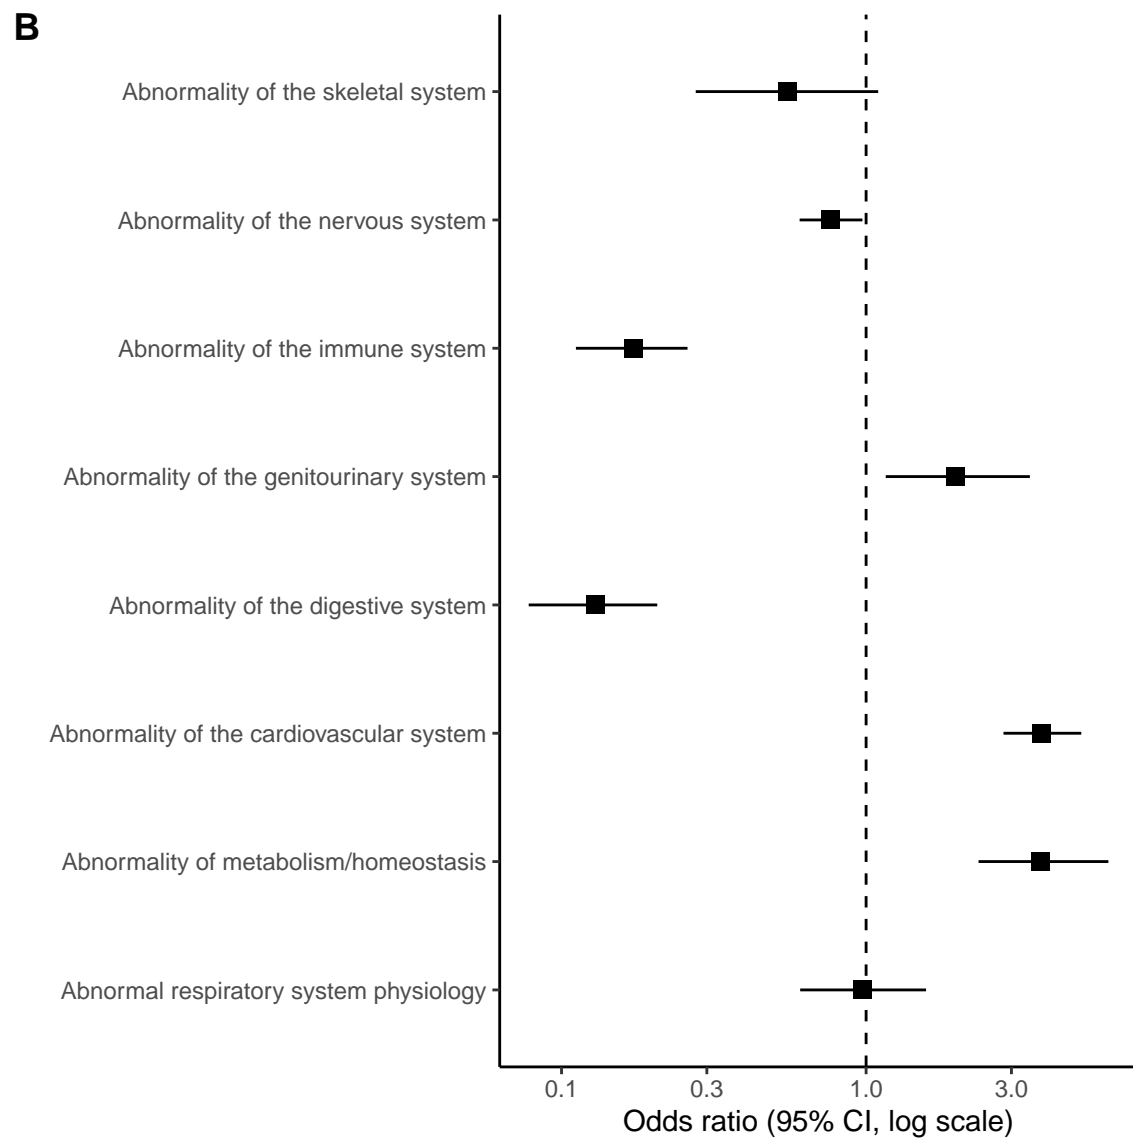 B
Abnormality of the skeletal system
Abnormality of the nervous system
Abnormality of the immune system
Abnormality of the genitourinary system
Abnormality of the digestive system
Abnormality of the cardiovascular system
Abnormality of metabolism/homeostasis
Abnormal respiratory system physiology
0.1 0.3 1.0 3.0
Odds ratio (95% CI, log scale)